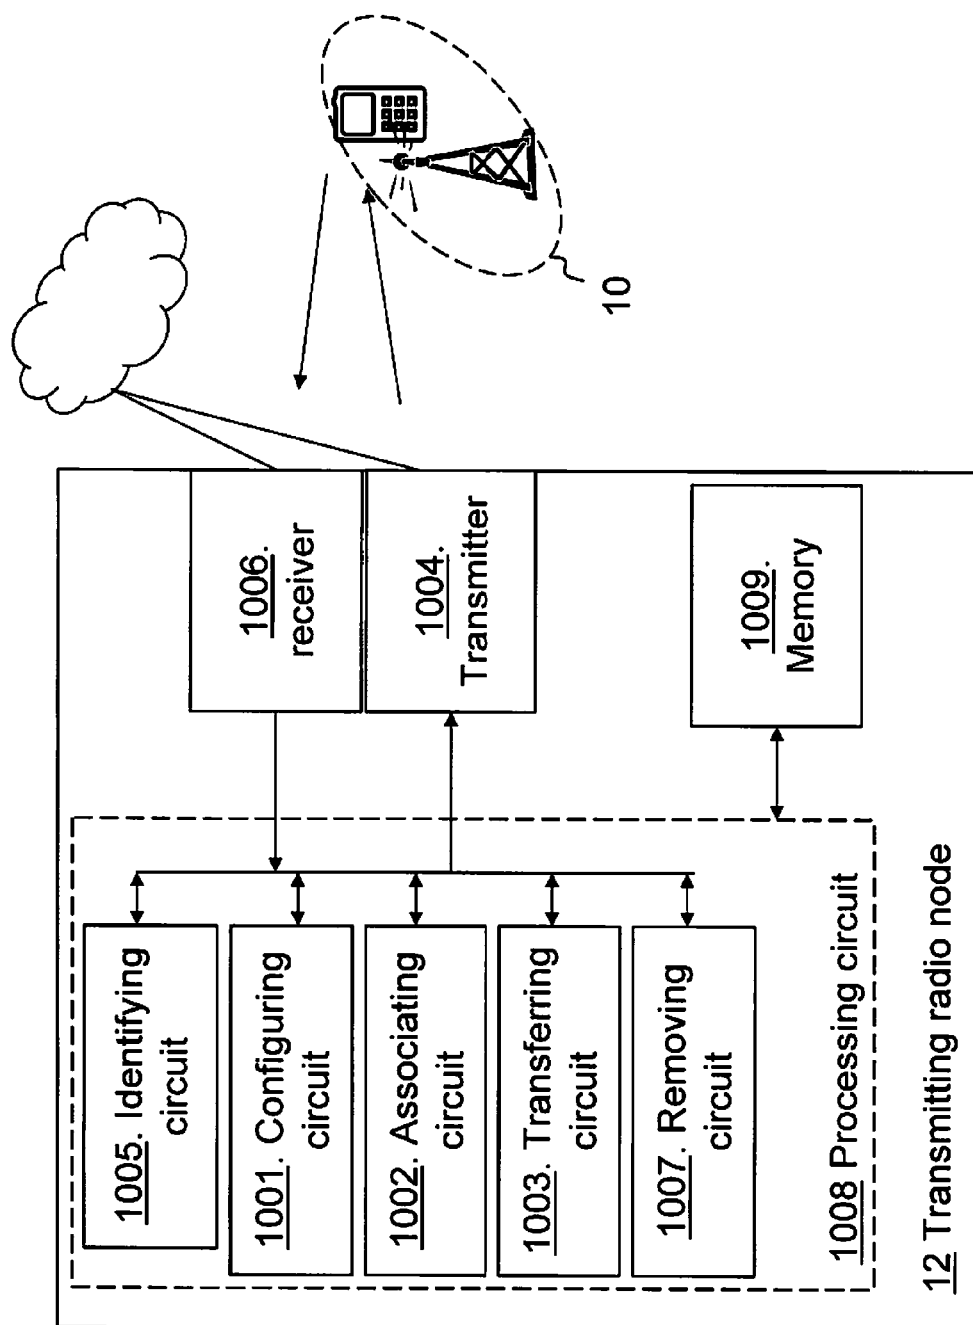 1005. Identifying
circuit
1001. Configuring
circuit
1002. Associating
circuit
1003. Transferring
circuit
1007. Removing
circuit
1008 Processing circuit
12 Transmitting radio node
1006.
receiver
1004.
Transmitter
1009.
Memory
10